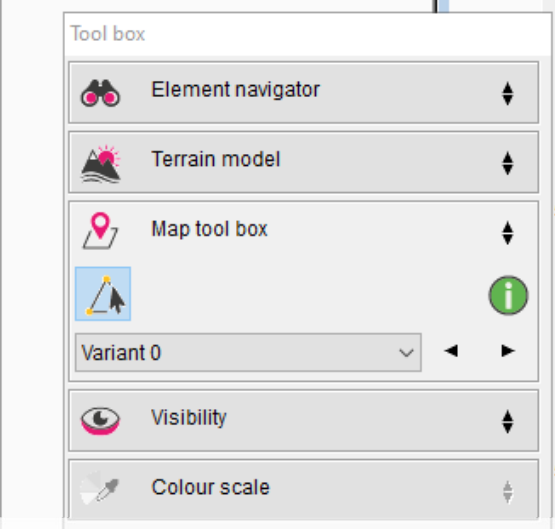 Tool box
Element navigator
Terrain model
Map tool box
Variant 0
Visibility
Colour scale